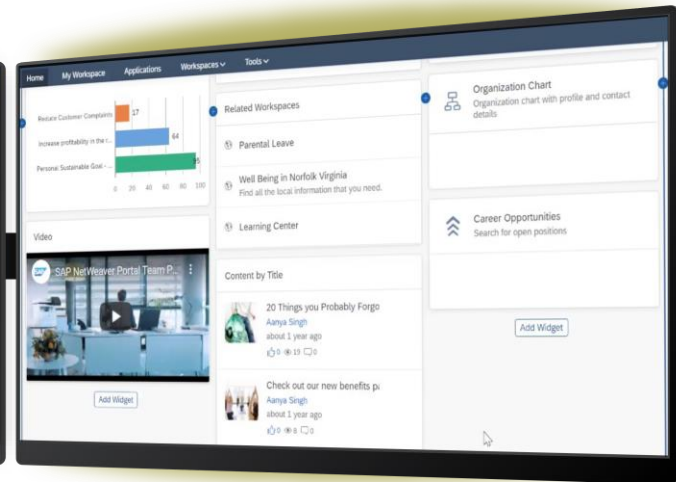 Home
My Workspace
Applications
Workspaces
Tools
Restate Customer Complaints
17
Increase profitability in the r...
64
Personal Sustainable Goal - ...
95
0 20 40 60 80 100
Video
SAP
SAP NetWeaver Portal Team P...
Add Widget
Related Workspaces
Parental Leave
Well Being in Norfolk Virginia
Find all the local information that you need.
Learning Center
Content by Title
20 Things you Probably Forgo
Aanya Singh
about 1 year ago
0 19 0
Check out our new benefits pa
Aanya Singh
about 1 year ago
0 8 0
Organization Chart
Organization chart with profile and contact
details
Career Opportunities
Search for open positions
Add Widget